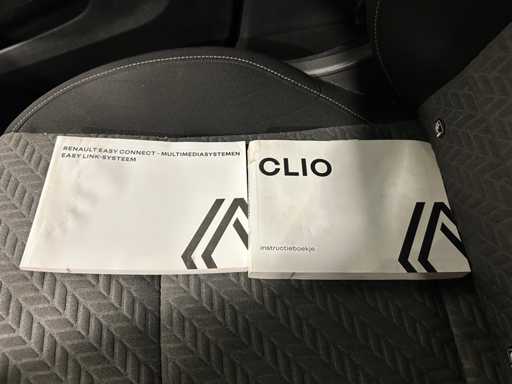 RENAULT EASY CONNECT - MULTIMEDIASYSTEMEN
EASY LINK-SYSTEEM
CLIO
instructieboekje